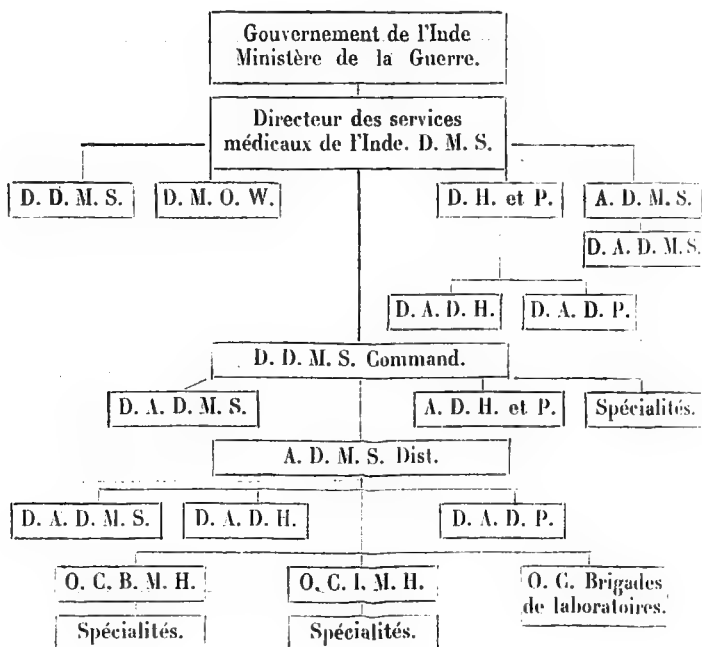 Gouvernement de l'Inde
Ministère de la Guerre.
Directeur des services
médicaux de l'Inde. D. M. S.
D. D. M. S.
D. M. O. W.
D. H. et P.
A. D. M. S.
D. A. D. M. S.
D. A. D. H.
D. A. D. P.
D. D. M. S. Command.
D. A. D. M. S.
A. D. H. et P.
Spécialités.
A. D. M. S. Dist.
D. A. D. M. S.
D. A. D. H.
D. A. D. P.
O. C. B. M. H.
O. C. I. M. H.
O. C. Brigades
de laboratoires.
Spécialités.
Spécialités.